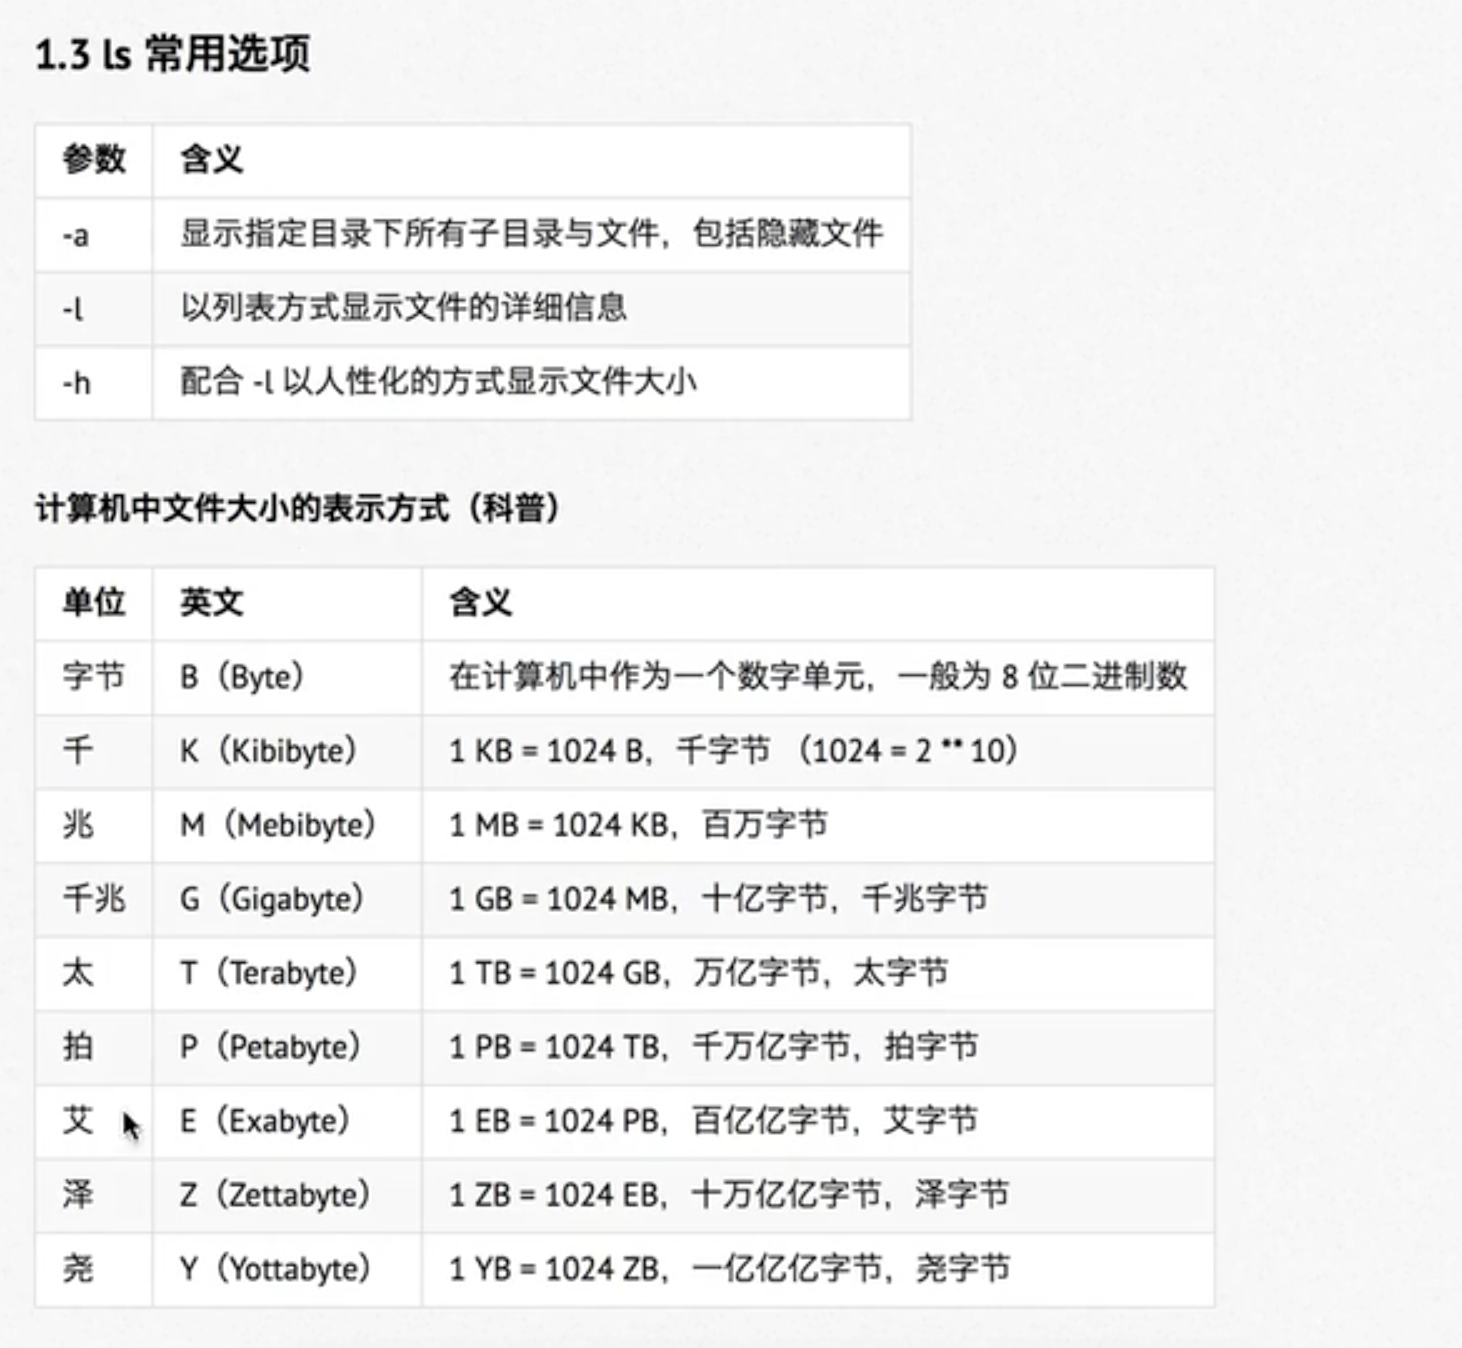 1.3 ls 常用选项
参数 含义
-a 显示指定目录下所有子目录与文件，包括隐藏文件
-l 以列表方式显示文件的详细信息
-h 配合 -l 以人性化的方式显示文件大小
计算机中文件大小的表示方式（科普）
单位 英文 含义
字节 B（Byte） 在计算机中作为一个数字单元，一般为 8 位二进制数
千 K（Kibibyte） 1 KB = 1024 B，千字节 （1024 = 2 ** 10）
兆 M（Mebibyte） 1 MB = 1024 KB，百万字节
千兆 G（Gigabyte） 1 GB = 1024 MB，十亿字节，千兆字节
太 T（Terabyte） 1 TB = 1024 GB，万亿字节，太字节
拍 P（Petabyte） 1 PB = 1024 TB，千万亿字节，拍字节
艾 E（Exabyte） 1 EB = 1024 PB，百亿亿字节，艾字节
泽 Z（Zettabyte） 1 ZB = 1024 EB，十万亿亿字节，泽字节
尧 Y（Yottabyte） 1 YB = 1024 ZB，一亿亿亿字节，尧字节